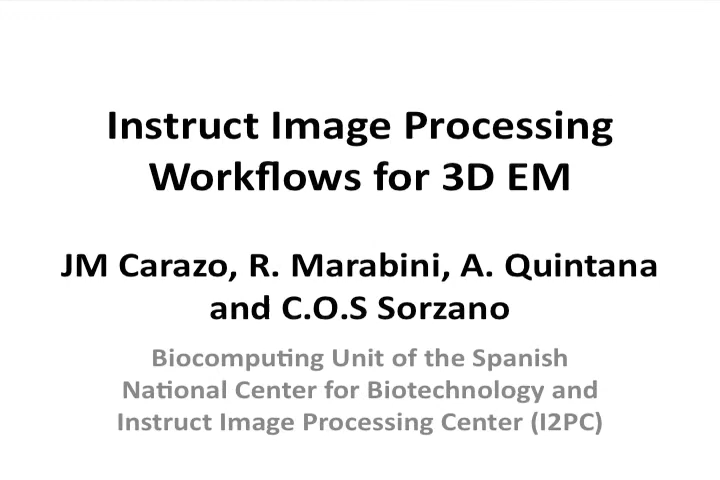 Instruct Image Processing
Workflows for 3D EM
JM Carazo, R. Marabini, A. Quintana
and C.O.S Sorzano
Biocomputing Unit of the Spanish
National Center for Biotechnology and
Instruct Image Processing Center (I2PC)